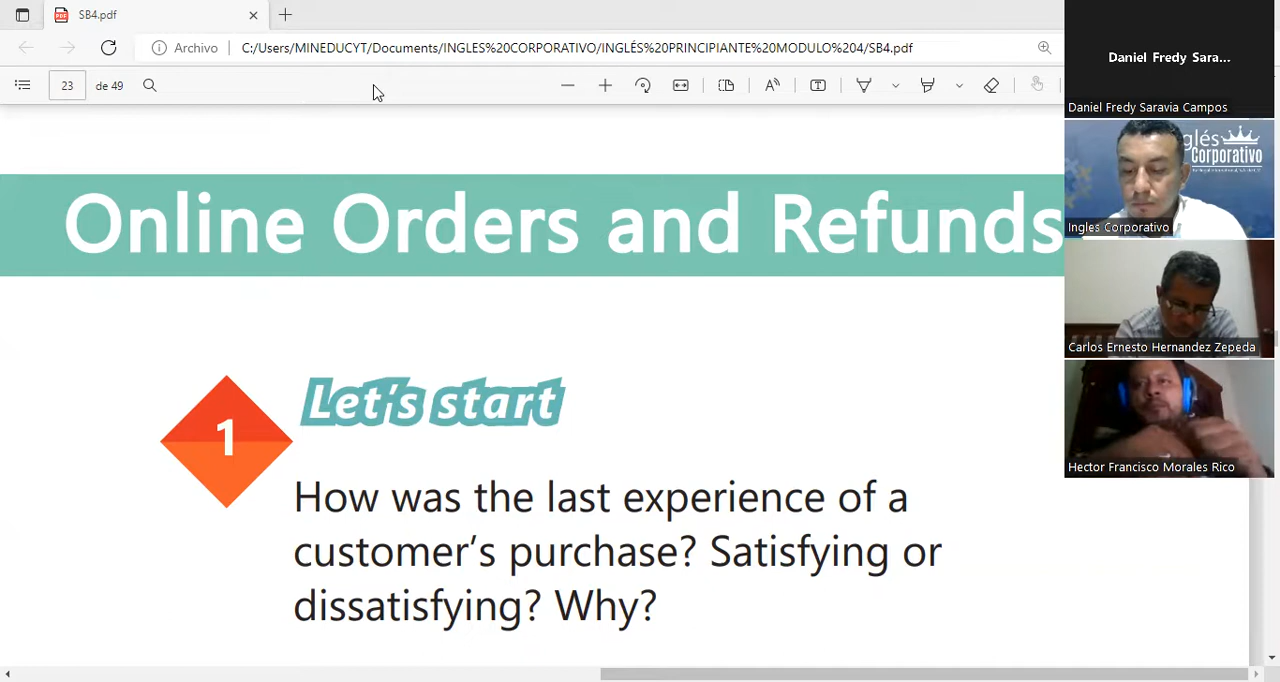 SB4.pdf
Archivo
C:/Users/MINEDUCYT/Documents/INGLES%20CORPORATIVO/INGLÉS%20PRINCIPIANTE%20MODULO%204/SB4.pdf
23
de 49
Online Orders and Refunds
1
Let's start
How was the last experience of a
customer's purchase? Satisfying or
dissatisfying? Why?
Daniel Fredy Sara...
Daniel Fredy Saravia Campos
glés
Corporativo
Ingles Corporativo
Carlos Ernesto Hernandez Zepeda
Hector Francisco Morales Rico